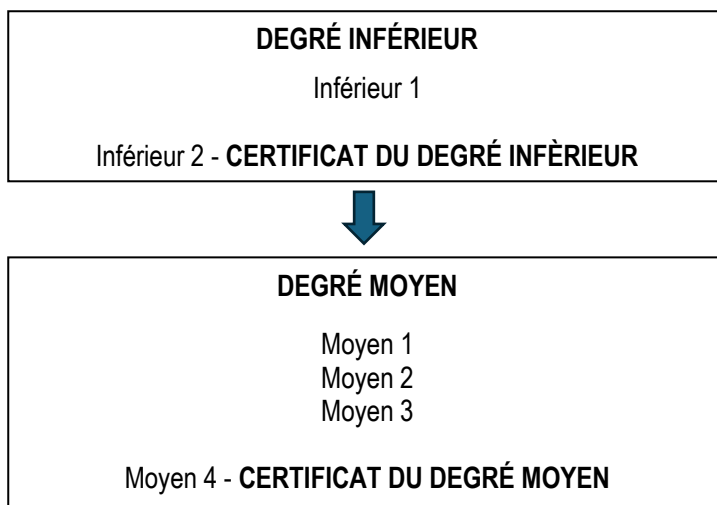 DEGRÉ INFÉRIEUR
Inférieur 1
Inférieur 2 - CERTIFICAT DU DEGRÉ INFÈRIEUR
DEGRÉ MOYEN
Moyen 1
Moyen 2
Moyen 3
Moyen 4 - CERTIFICAT DU DEGRÉ MOYEN